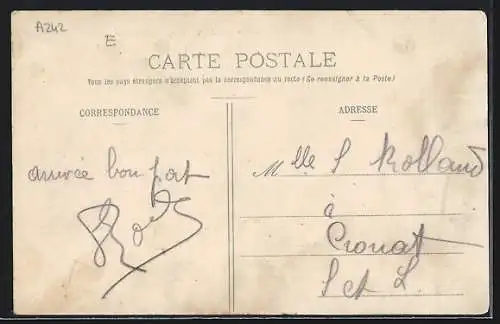 A242
E
CARTE POSTALE
Tous les pays étrangers n'acceptent pas la correspondance au recto (Se renseigner à la Poste)
CORRESPONDANCE
ADRESSE
arrivée bon port
Mlle S Rolland
à
Cronat
S et L.